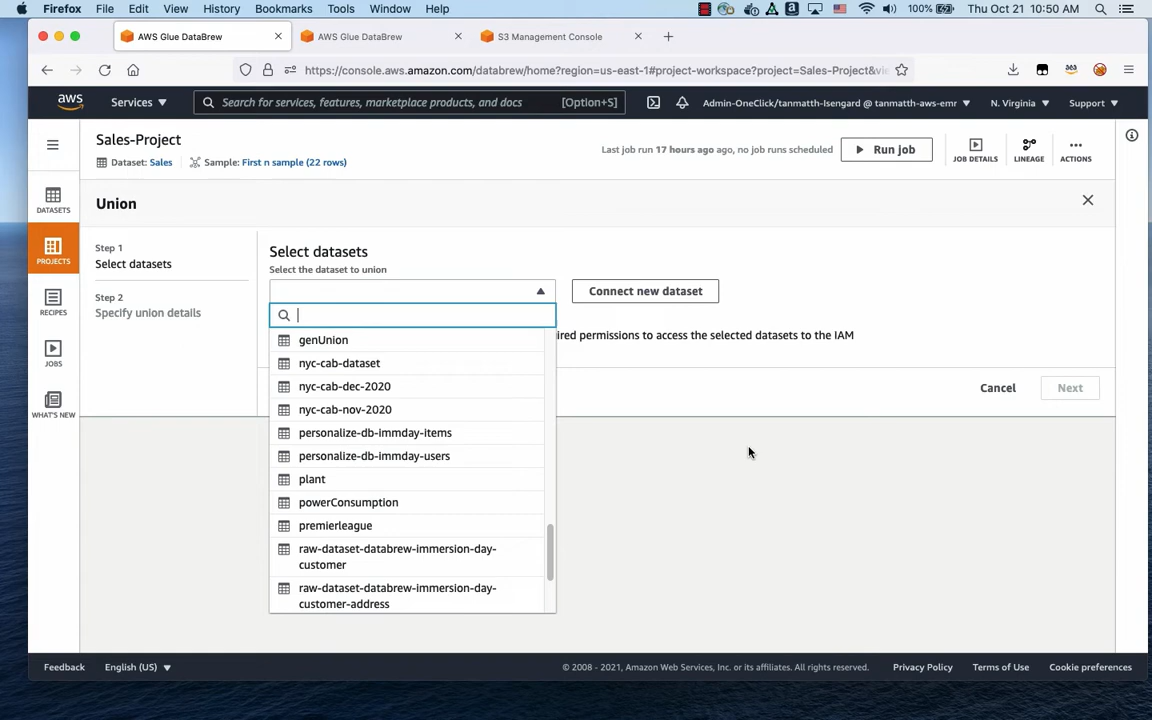 Firefox File Edit View History Bookmarks Tools Window Help 100% Thu Oct 21 10:50 AM
AWS Glue DataBrew AWS Glue DataBrew S3 Management Console
https://console.aws.amazon.com/databrew/home?region=us-east-1#project-workspace?project=Sales-Project&
aws Services Search for services, features, marketplace products, and docs [Option+S] Admin-OneClick/tanmatth-Isengard @ tanmatth-aws-emr N. Virginia Support
Sales-Project
Dataset: Sales Sample: First n sample (22 rows)
Last job run 17 hours ago ago, no job runs scheduled Run job JOB DETAILS LINEAGE ACTIONS
DATASETS
PROJECTS
RECIPES
JOBS
WHAT'S NEW
Union
Step 1
Select datasets
Step 2
Specify union details
Select datasets
Select the dataset to union
Connect new dataset
ired permissions to access the selected datasets to the IAM
genUnion
nyc-cab-dataset
nyc-cab-dec-2020
nyc-cab-nov-2020
personalize-db-immday-items
personalize-db-immday-users
plant
powerConsumption
premierleague
raw-dataset-databrew-immersion-day-
customer
raw-dataset-databrew-immersion-day-
customer-address
Cancel Next
Feedback English (US) © 2008 - 2021, Amazon Web Services, Inc. or its affiliates. All rights reserved. Privacy Policy Terms of Use Cookie preferences